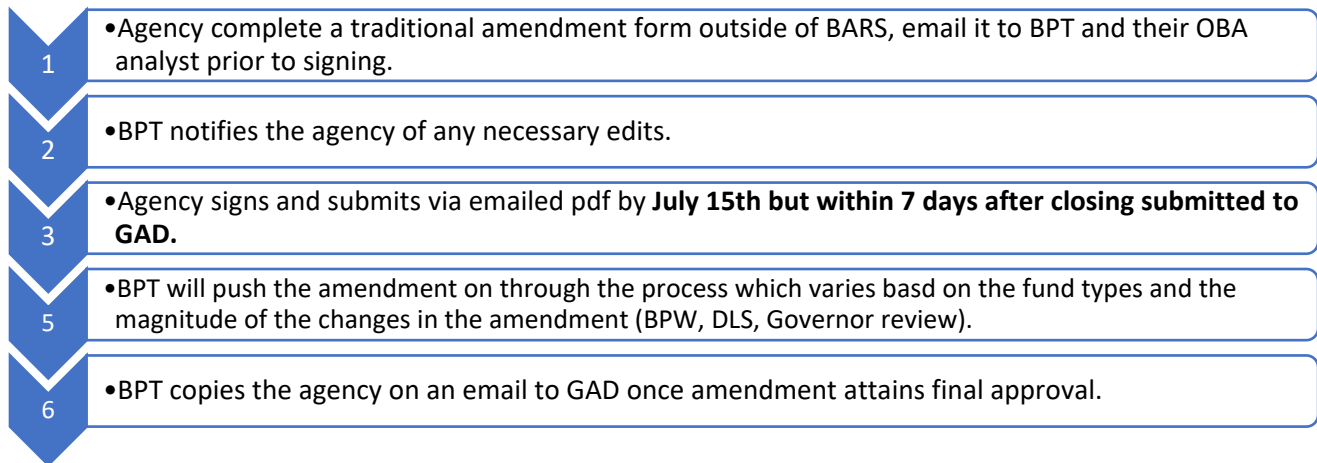 1
•Agency complete a traditional amendment form outside of BARS, email it to BPT and their OBA
analyst prior to signing.
2
•BPT notifies the agency of any necessary edits.
3
•Agency signs and submits via emailed pdf by July 15th but within 7 days after closing submitted to
GAD.
5
•BPT will push the amendment on through the process which varies basd on the fund types and the
magnitude of the changes in the amendment (BPW, DLS, Governor review).
6
•BPT copies the agency on an email to GAD once amendment attains final approval.